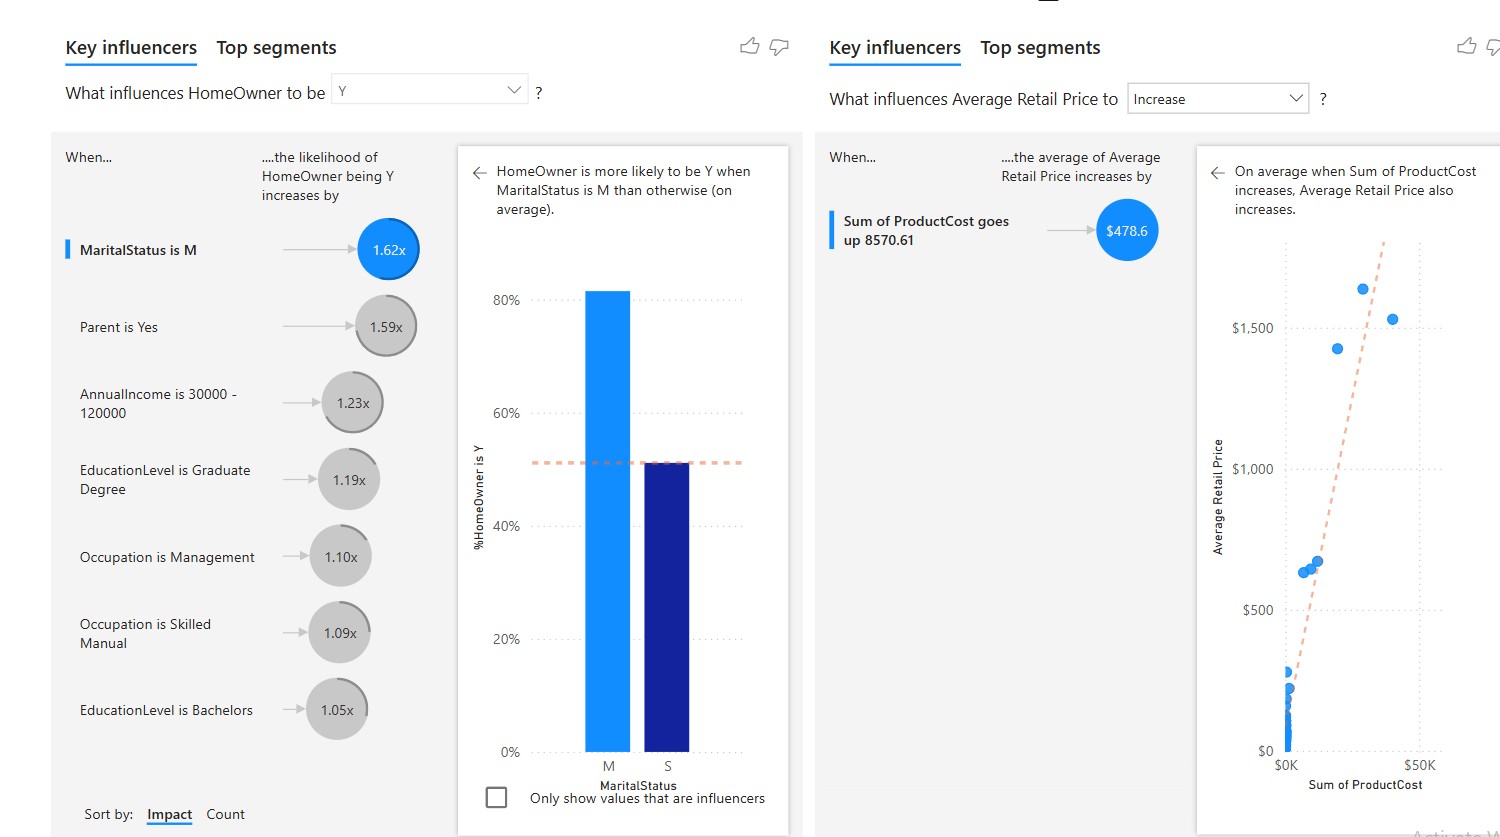 Key influencers Top segments
What influences HomeOwner to be Y ?
When...
....the likelihood of
HomeOwner being Y
increases by
MaritalStatus is M
1.62x
Parent is Yes
1.59x
AnnualIncome is 30000 -
120000
1.23x
EducationLevel is Graduate
Degree
1.19x
Occupation is Management
1.10x
Occupation is Skilled
Manual
1.09x
EducationLevel is Bachelors
1.05x
Sort by: Impact Count
HomeOwner is more likely to be Y when
MaritalStatus is M than otherwise (on
average).
%HomeOwner is Y
80%
60%
40%
20%
0%
M S
MaritalStatus
Only show values that are influencers
Key influencers Top segments
What influences Average Retail Price to Increase ?
When...
....the average of Average
Retail Price increases by
Sum of ProductCost goes
up 8570.61
$478.6
On average when Sum of ProductCost
increases, Average Retail Price also
increases.
Average Retail Price
$1,500
$1,000
$500
$0
$0K $50K
Sum of ProductCost